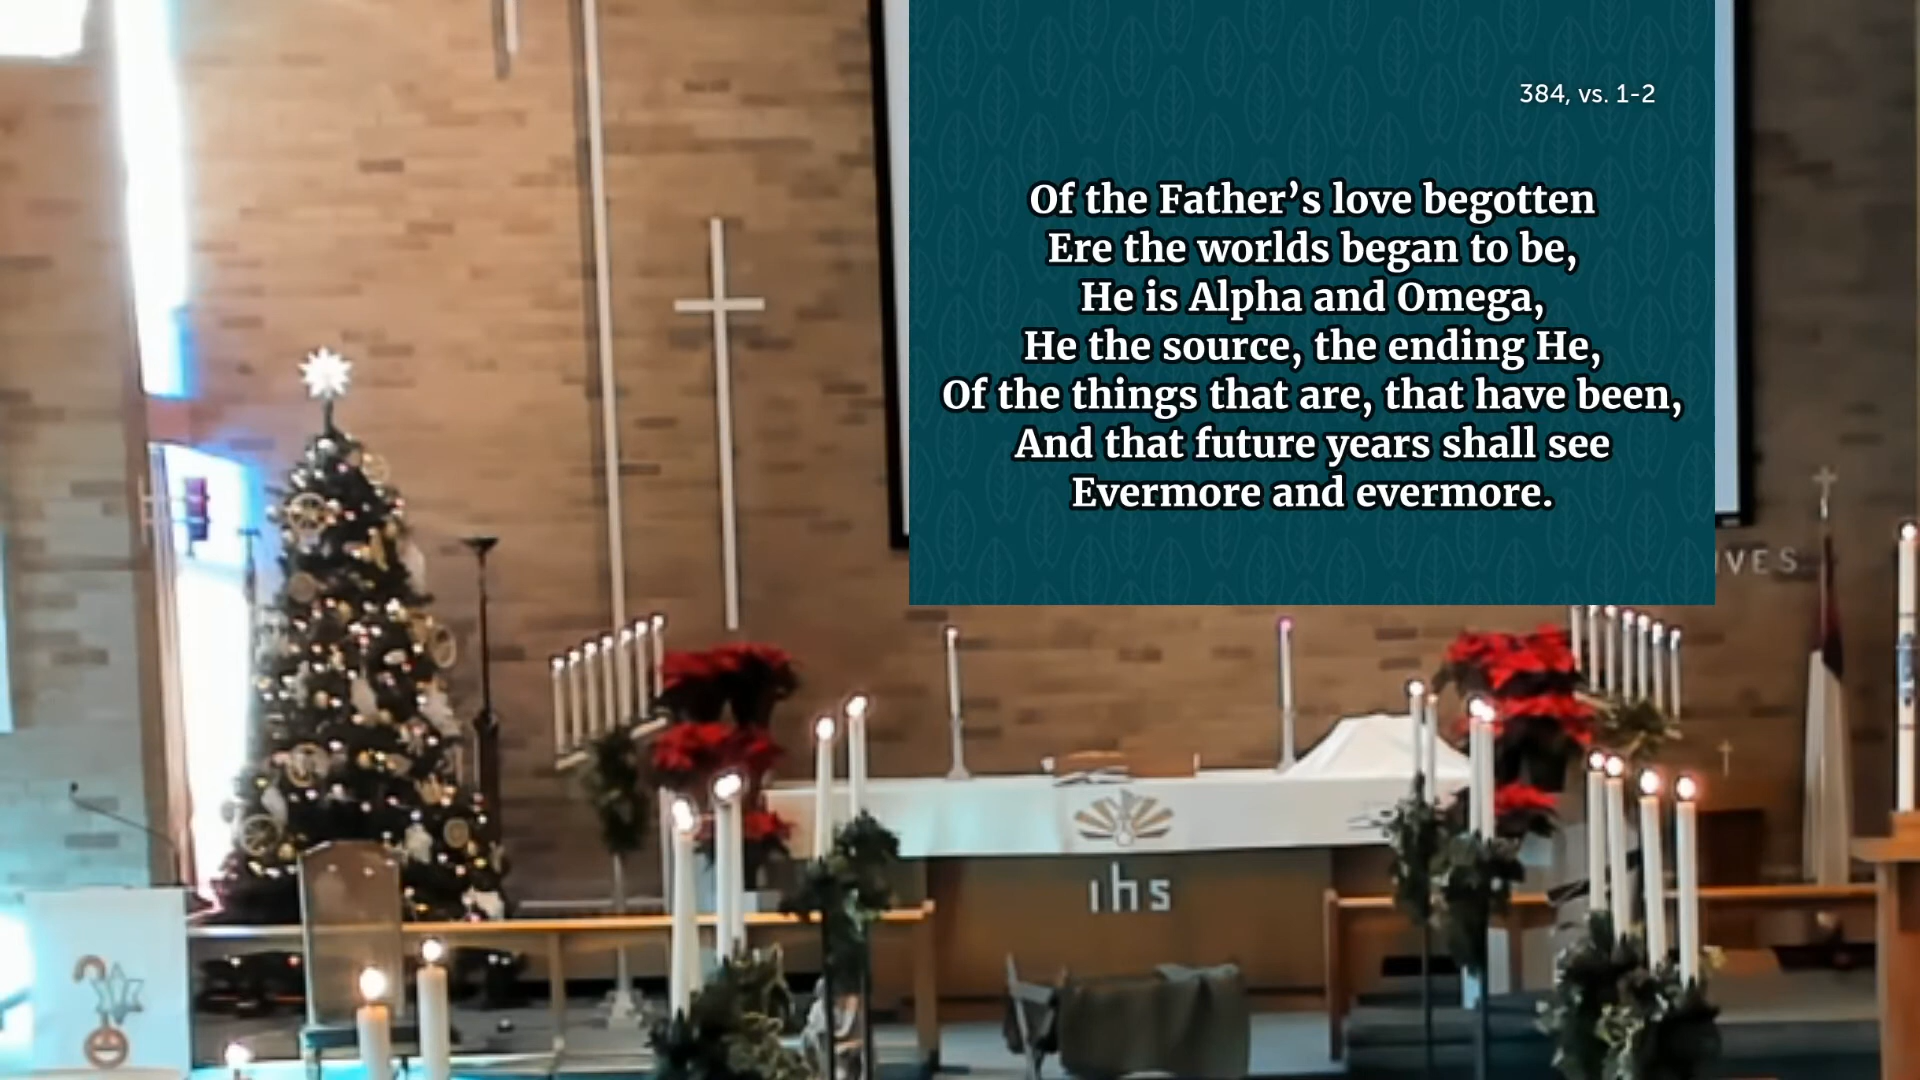 384, vs. 1-2
Of the Father’s love begotten
Ere the worlds began to be,
He is Alpha and Omega,
He the source, the ending He,
Of the things that are, that have been,
And that future years shall see
Evermore and evermore.
IVES
ihs